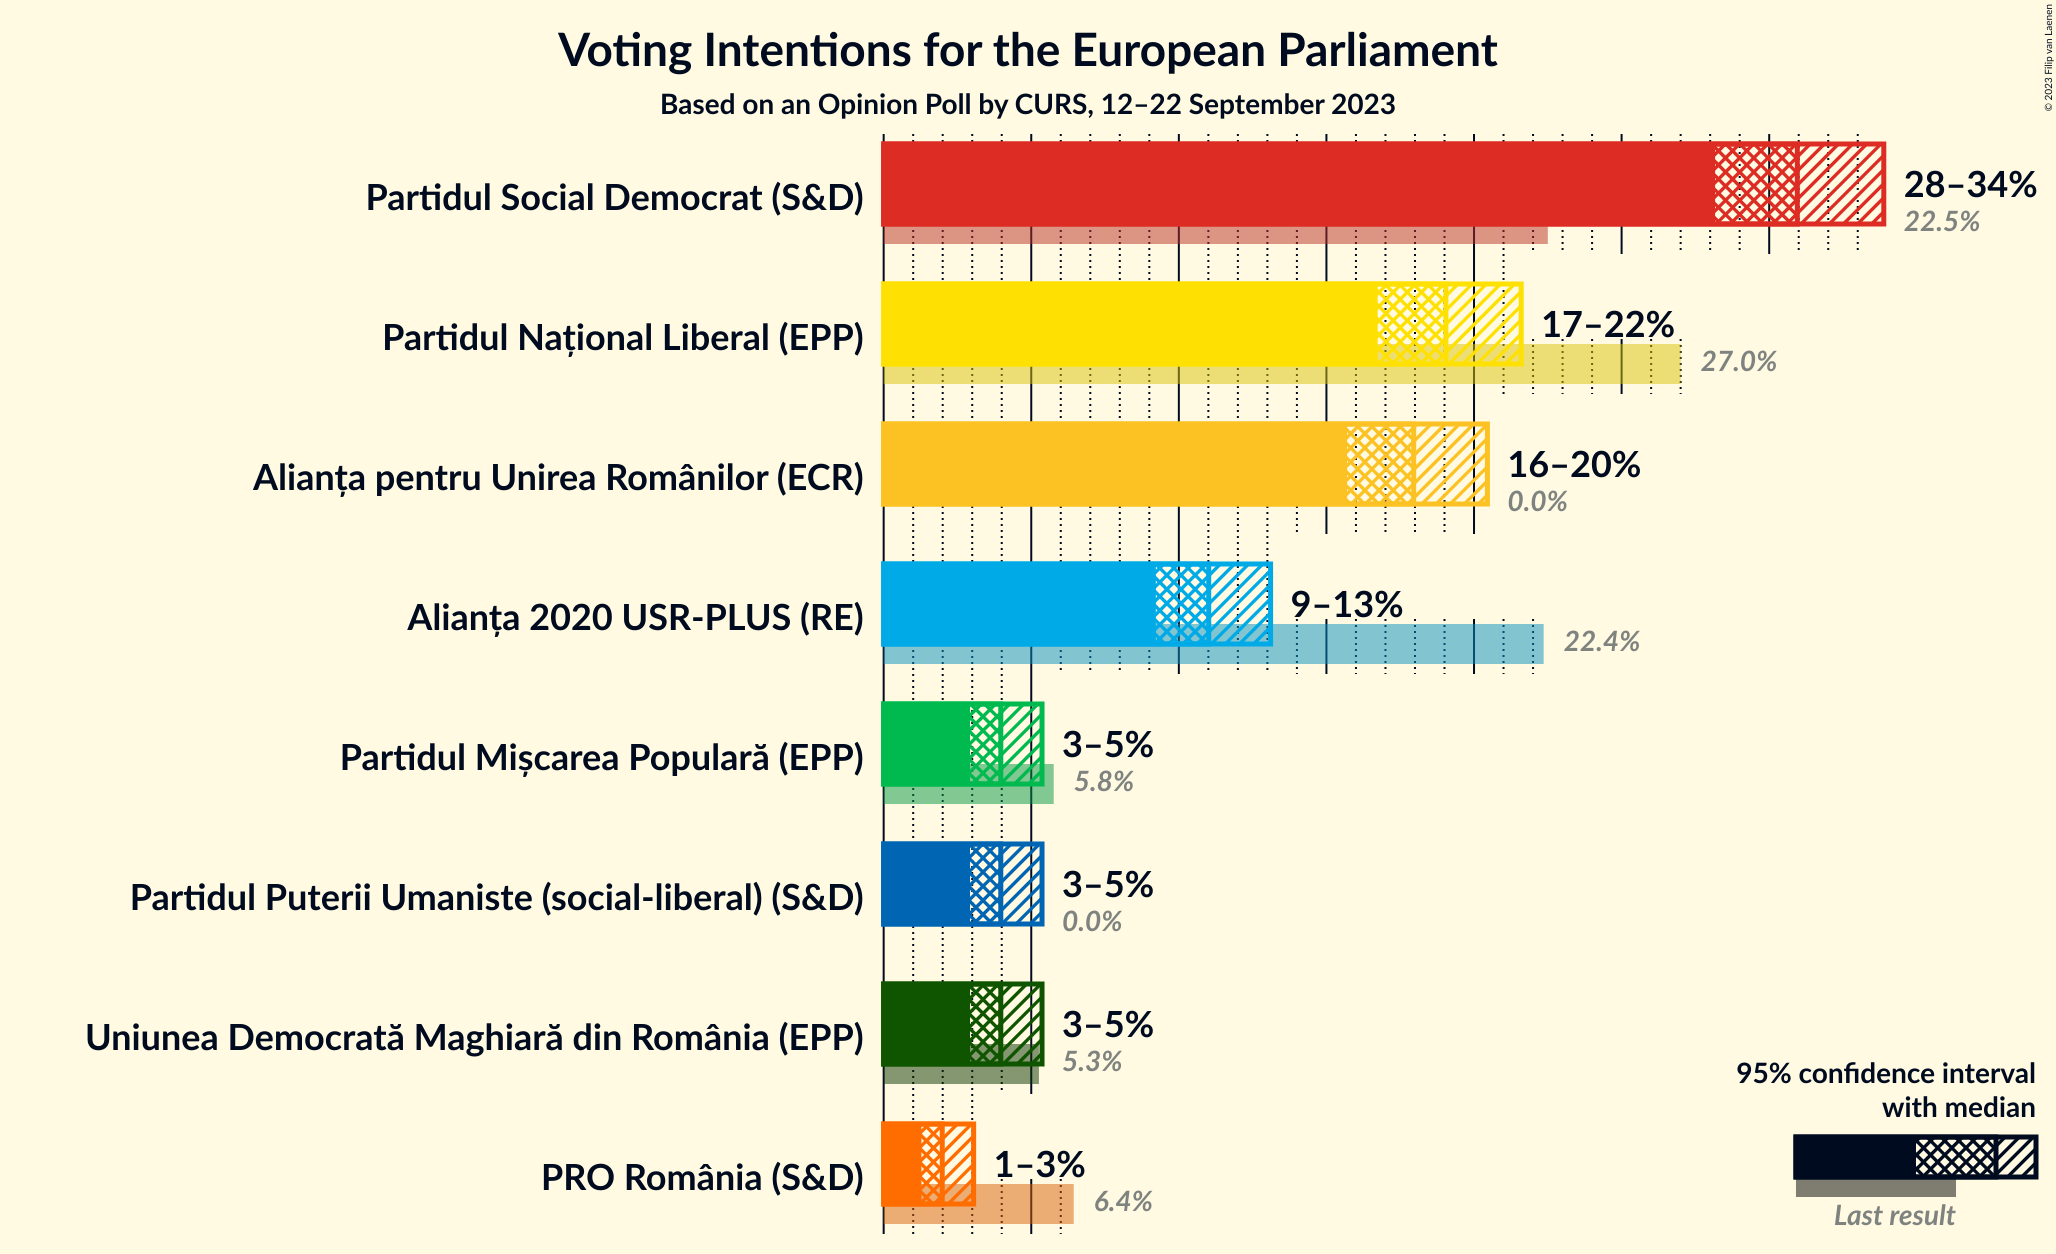 Voting Intentions for the European Parliament
Based on an Opinion Poll by CURS, 12–22 September 2023
© 2023 Filip van Laenen
Partidul Social Democrat (S&D)
28–34%
22.5%
Partidul Național Liberal (EPP)
17–22%
27.0%
Alianța pentru Unirea Românilor (ECR)
16–20%
0.0%
Alianța 2020 USR-PLUS (RE)
9–13%
22.4%
Partidul Mișcarea Populară (EPP)
3–5%
5.8%
Partidul Puterii Umaniste (social-liberal) (S&D)
3–5%
0.0%
Uniunea Democrată Maghiară din România (EPP)
3–5%
5.3%
PRO România (S&D)
1–3%
6.4%
95% confidence interval
with median
Last result